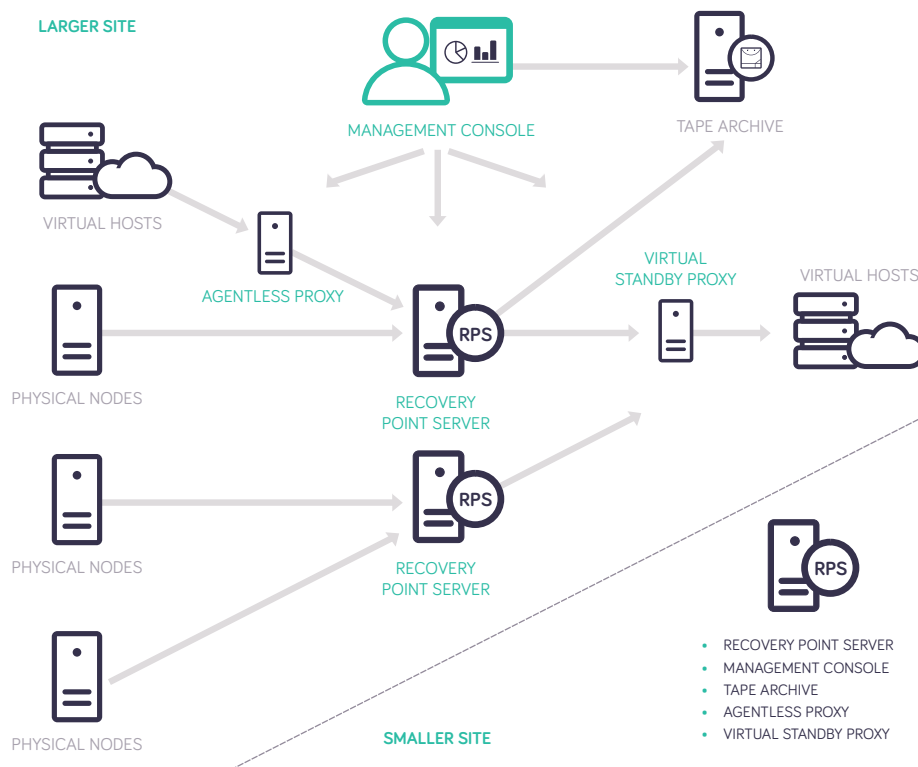 LARGER SITE
MANAGEMENT CONSOLE
TAPE ARCHIVE
VIRTUAL HOSTS
AGENTLESS PROXY
VIRTUAL
STANDBY PROXY
VIRTUAL HOSTS
RPS
PHYSICAL NODES
RECOVERY
POINT SERVER
RPS
PHYSICAL NODES
RECOVERY
POINT SERVER
RPS
PHYSICAL NODES
SMALLER SITE
• RECOVERY POINT SERVER
• MANAGEMENT CONSOLE
• TAPE ARCHIVE
• AGENTLESS PROXY
• VIRTUAL STANDBY PROXY